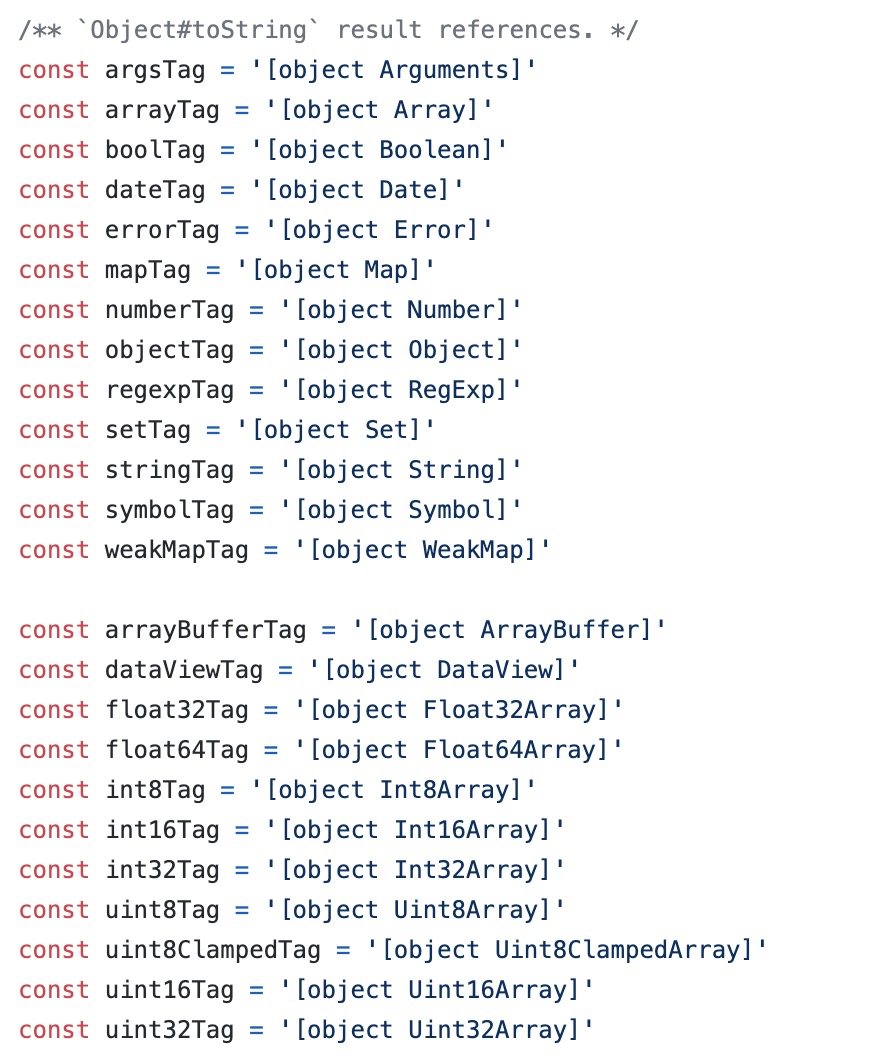 /** `Object#toString` result references. */
const argsTag = '[object Arguments]'
const arrayTag = '[object Array]'
const boolTag = '[object Boolean]'
const dateTag = '[object Date]'
const errorTag = '[object Error]'
const mapTag = '[object Map]'
const numberTag = '[object Number]'
const objectTag = '[object Object]'
const regexpTag = '[object RegExp]'
const setTag = '[object Set]'
const stringTag = '[object String]'
const symbolTag = '[object Symbol]'
const weakMapTag = '[object WeakMap]'

const arrayBufferTag = '[object ArrayBuffer]'
const dataViewTag = '[object DataView]'
const float32Tag = '[object Float32Array]'
const float64Tag = '[object Float64Array]'
const int8Tag = '[object Int8Array]'
const int16Tag = '[object Int16Array]'
const int32Tag = '[object Int32Array]'
const uint8Tag = '[object Uint8Array]'
const uint8ClampedTag = '[object Uint8ClampedArray]'
const uint16Tag = '[object Uint16Array]'
const uint32Tag = '[object Uint32Array]'